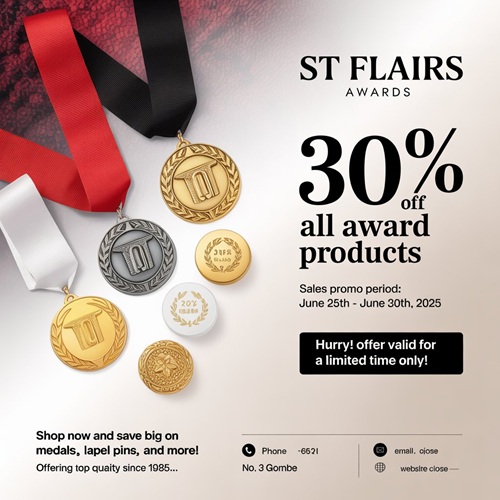 ST FLAIRS
AWARDS
30%
off
all award
products
Sales promo period:
June 25th - June 30th, 2025
Hurry! offer valid for
a limited time only!
Shop now and save big on
medals, lapel pins, and more!
Offering top quaity since 1985...
Phone
No. 3 Gombe
email.
website